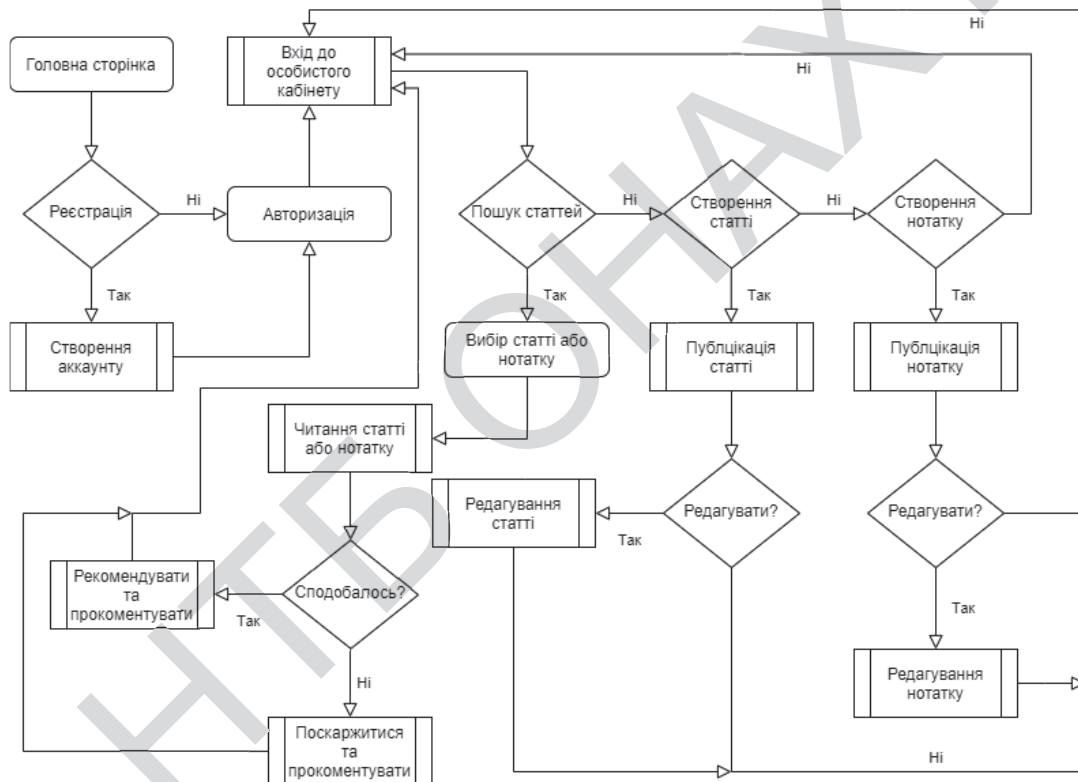 Ні
Вхід до
особистого
кабінету
Головна сторінка
Ні
Реєстрація
Ні
Авторизація
Пошук статтей
Ні
Створення
статті
Ні
Створення
нотатку
Так
Так
Так
Так
Створення
аккаунту
Вибір статті або
нотатку
Публцікація
статті
Публцікація
нотатку
Читання статті
або нотатку
Редагування
статті
Так
Редагувати?
Редагувати?
Рекомендувати
та
прокоментувати
Так
Сподобалось?
Так
Ні
Редагування
нотатку
Поскаржитися
та
прокоментувати
Ні
НТБ ОНАХ